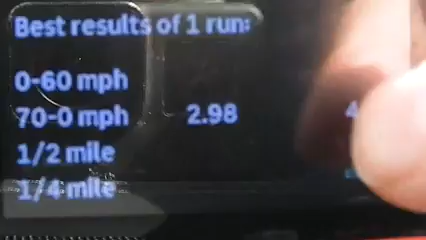 Best results of 1 run:
0-60 mph
70-0 mph 2.98
1/2 mile
1/4 mile